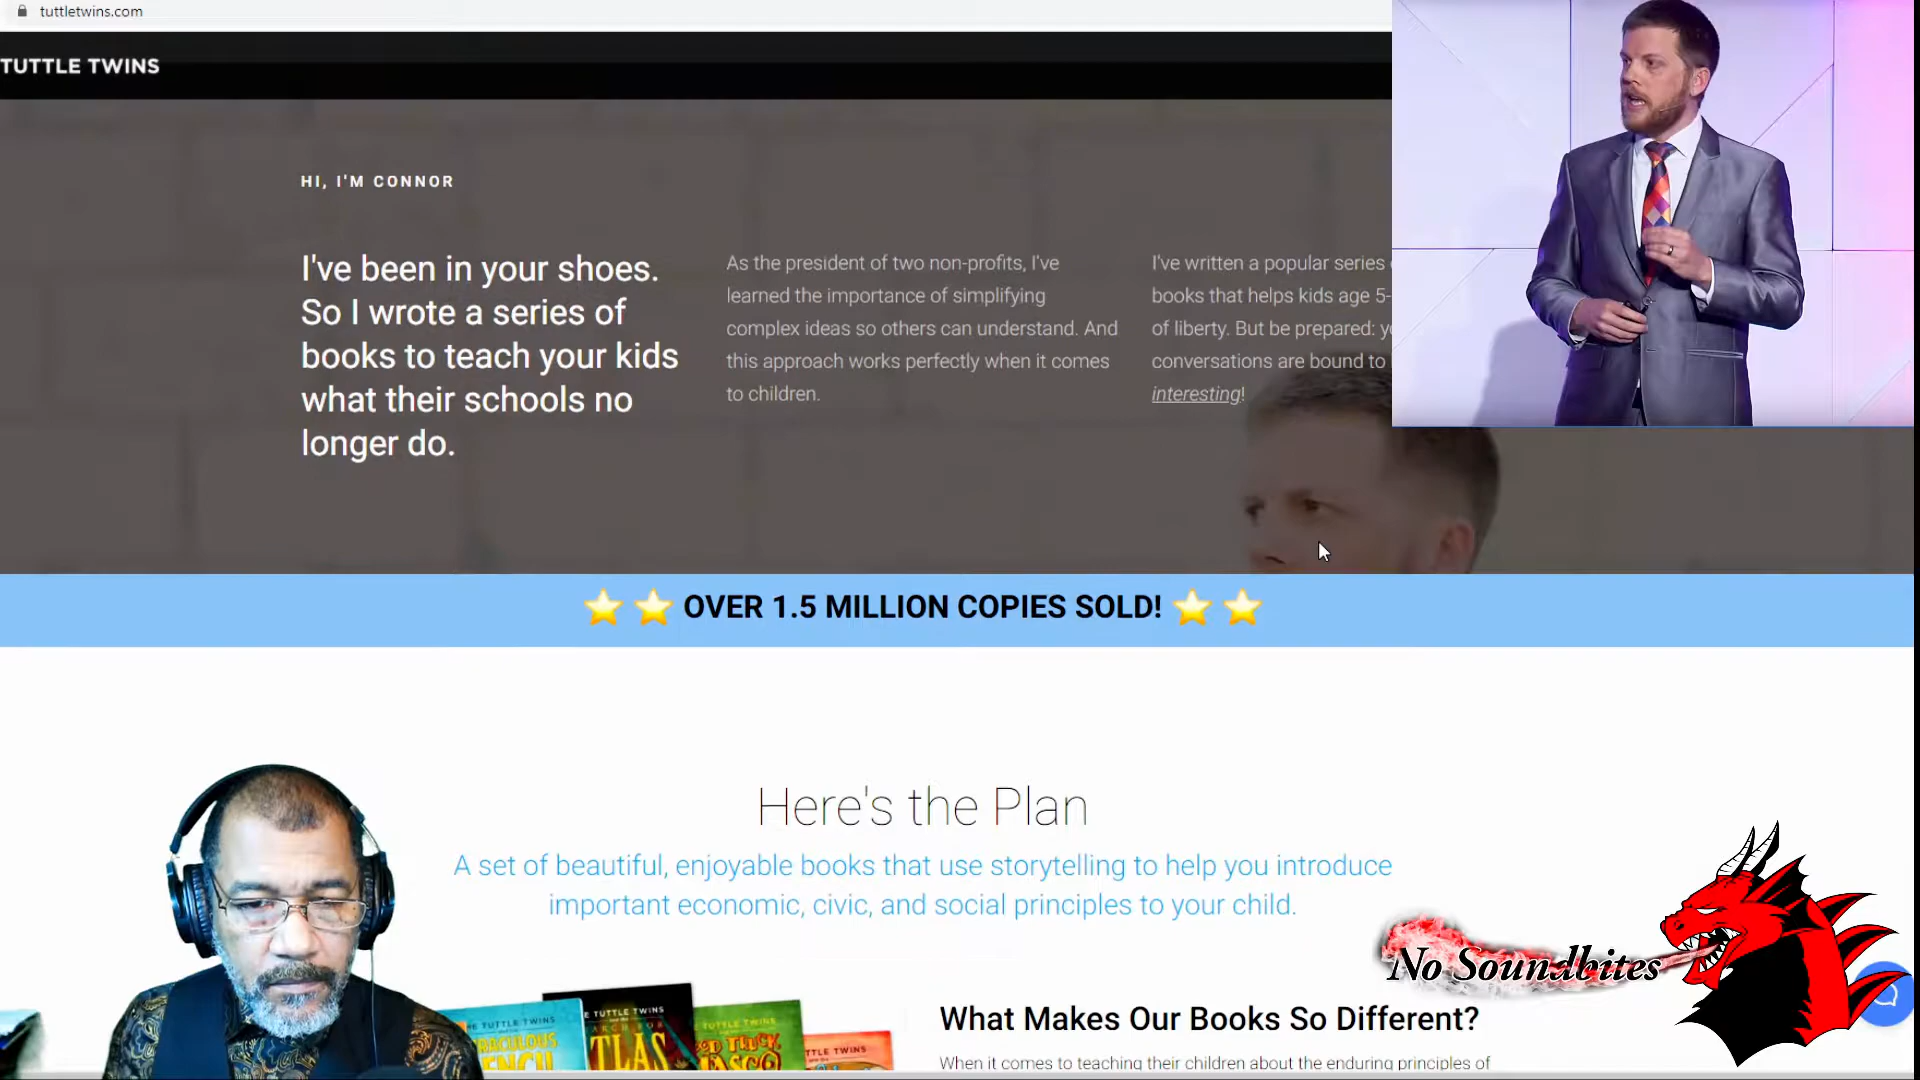 tuttletwins.com
TUTTLE TWINS
HI, I'M CONNOR
I've been in your shoes.
So I wrote a series of
books to teach your kids
what their schools no
longer do.
As the president of two non-profits, I've
learned the importance of simplifying
complex ideas so others can understand. And
this approach works perfectly when it comes
to children.
I've written a popular series
books that helps kids age 5-
of liberty. But be prepared:
conversations are bound to
interesting!
OVER 1.5 MILLION COPIES SOLD!
Here's the Plan
A set of beautiful, enjoyable books that use storytelling to help you introduce
important economic, civic, and social principles to your child.
No Soundbites
TUTTLE TWINS
What Makes Our Books So Different?
When it comes to teaching their children about the enduring principles of